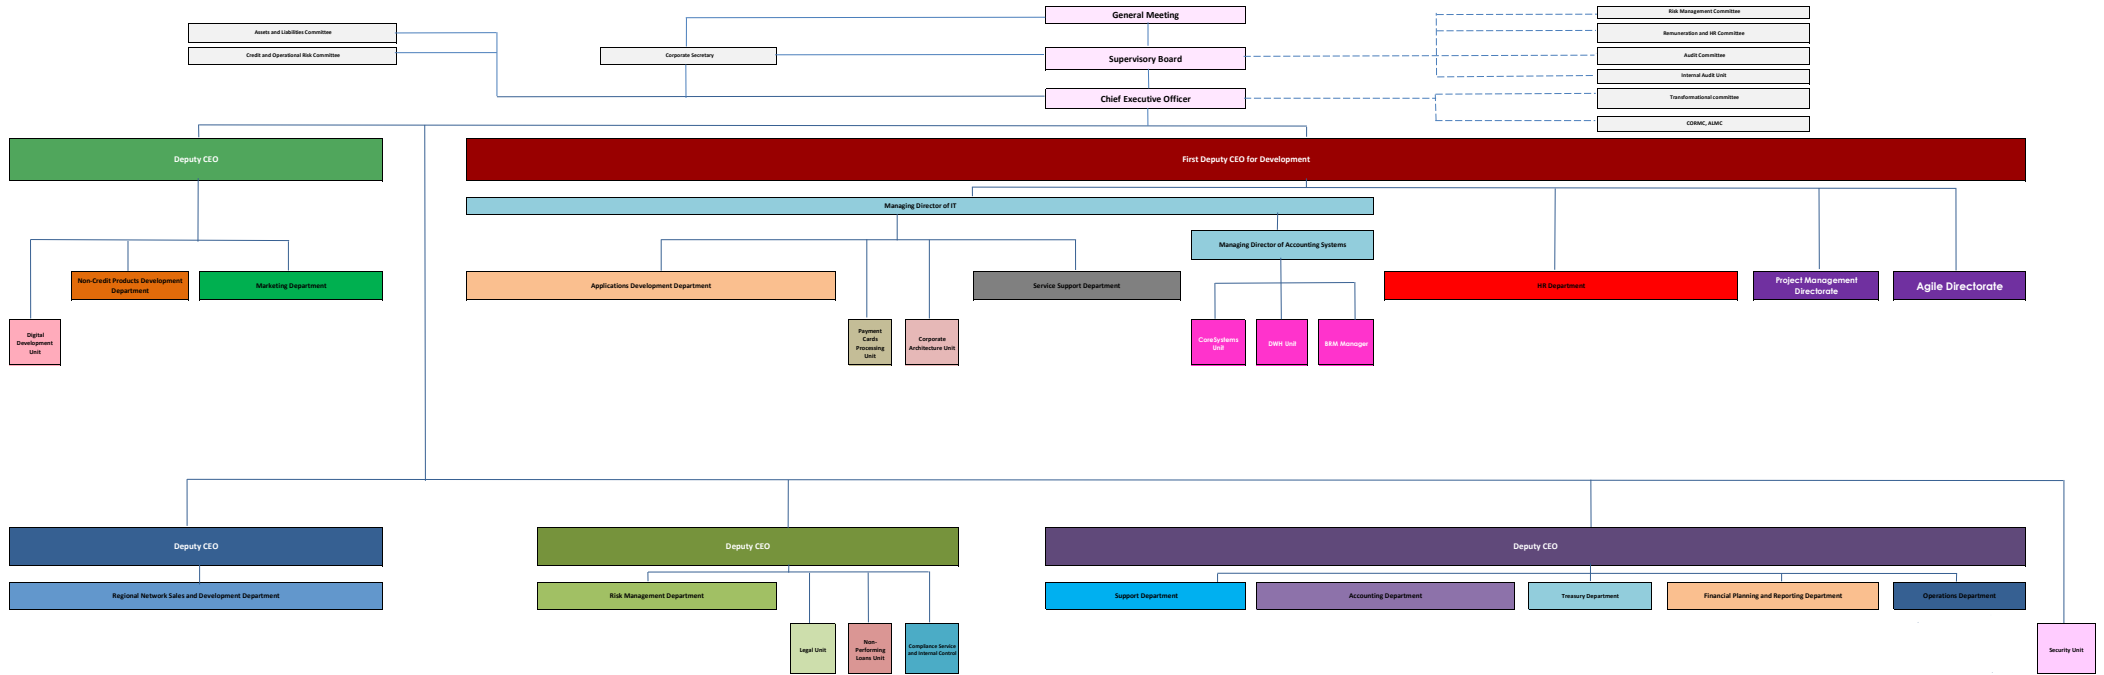 General Meeting
Risk Management Committee
Assets and Liabilities Committee
Remuneration and HR Committee
Credit and Operational Risk Committee
Corporate Secretary
Supervisory Board
Audit Committee
Internal Audit Unit
Chief Executive Officer
Transformational committee
CORMC, ALMC
Deputy CEO
First Deputy CEO for Development
Managing Director of IT
Managing Director of Accounting Systems
Non-Credit Products Development
Department
Marketing Department
Applications Development Department
Service Support Department
HR Department
Project Management
Directorate
Agile Directorate
Digital
Development
Unit
Payment
Cards
Processing
Unit
Corporate
Architecture Unit
CoreSystems
Unit
DWH Unit
BRM Manager
Deputy CEO
Deputy CEO
Deputy CEO
Regional Network Sales and Development Department
Risk Management Department
Support Department
Accounting Department
Treasury Department
Financial Planning and Reporting Department
Operations Department
Legal Unit
Non-
Performing
Loans Unit
Compliance Service
and Internal Control
Security Unit